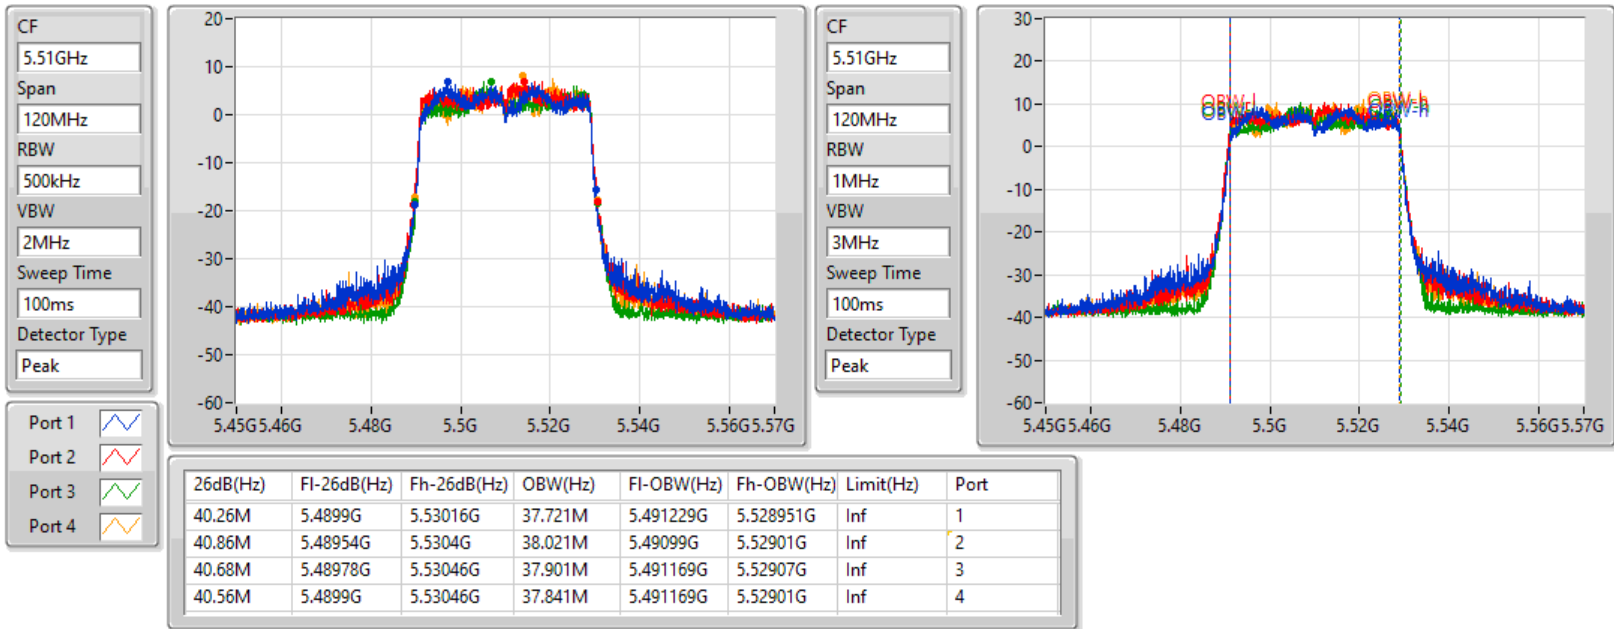 CF
5.51GHz
Span
120MHz
RBW
500kHz
VBW
2MHz
Sweep Time
100ms
Detector Type
Peak
20
10
0
-10
-20
-30
-40
-50
-60
5.45G 5.46G 5.48G 5.5G 5.52G 5.54G 5.56G 5.57G
CF
5.51GHz
Span
120MHz
RBW
1MHz
VBW
3MHz
Sweep Time
100ms
Detector Type
Peak
30
20
10
0
-10
-20
-30
-40
-50
-60
OBW-l
OBW-h
5.45G 5.46G 5.48G 5.5G 5.52G 5.54G 5.56G 5.57G
Port 1
Port 2
Port 3
Port 4
26dB(Hz) Fl-26dB(Hz) Fh-26dB(Hz) OBW(Hz) Fl-OBW(Hz) Fh-OBW(Hz) Limit(Hz) Port
40.26M 5.4899G 5.53016G 37.721M 5.491229G 5.528951G Inf 1
40.86M 5.48954G 5.5304G 38.021M 5.49099G 5.52901G Inf 2
40.68M 5.48978G 5.53046G 37.901M 5.491169G 5.52907G Inf 3
40.56M 5.4899G 5.53046G 37.841M 5.491169G 5.52901G Inf 4